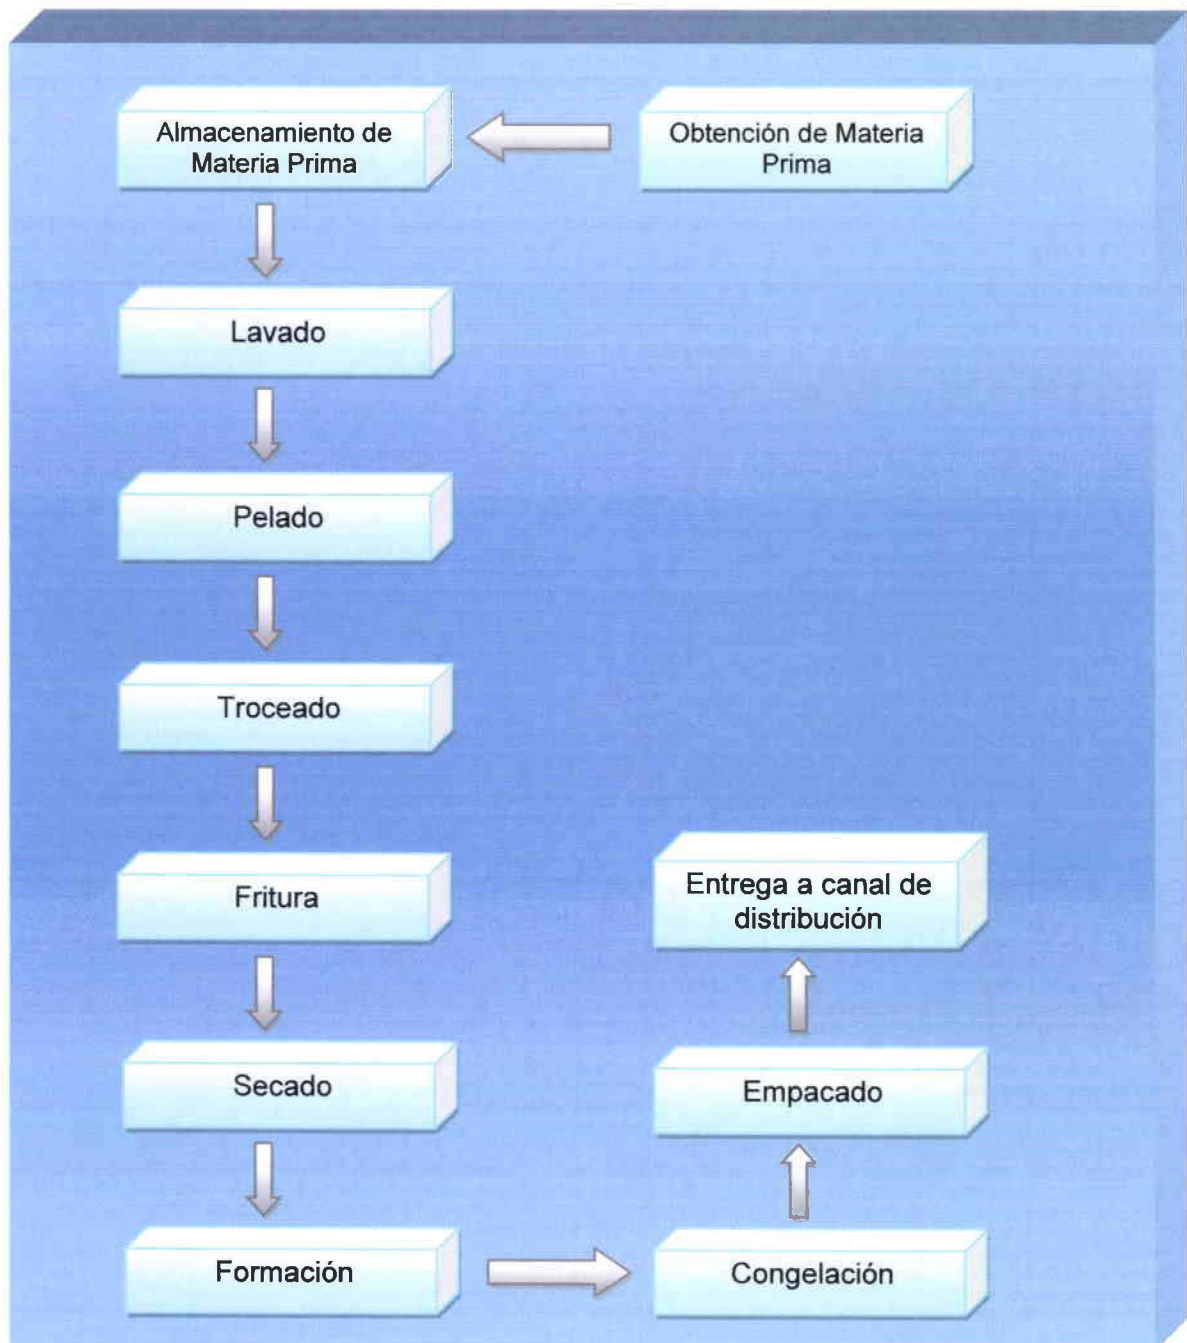 Almacenamiento de
Materia Prima
Obtención de Materia
Prima
Lavado
Pelado
Troceado
Fritura
Secado
Formación
Congelación
Empacado
Entrega a canal de
distribución